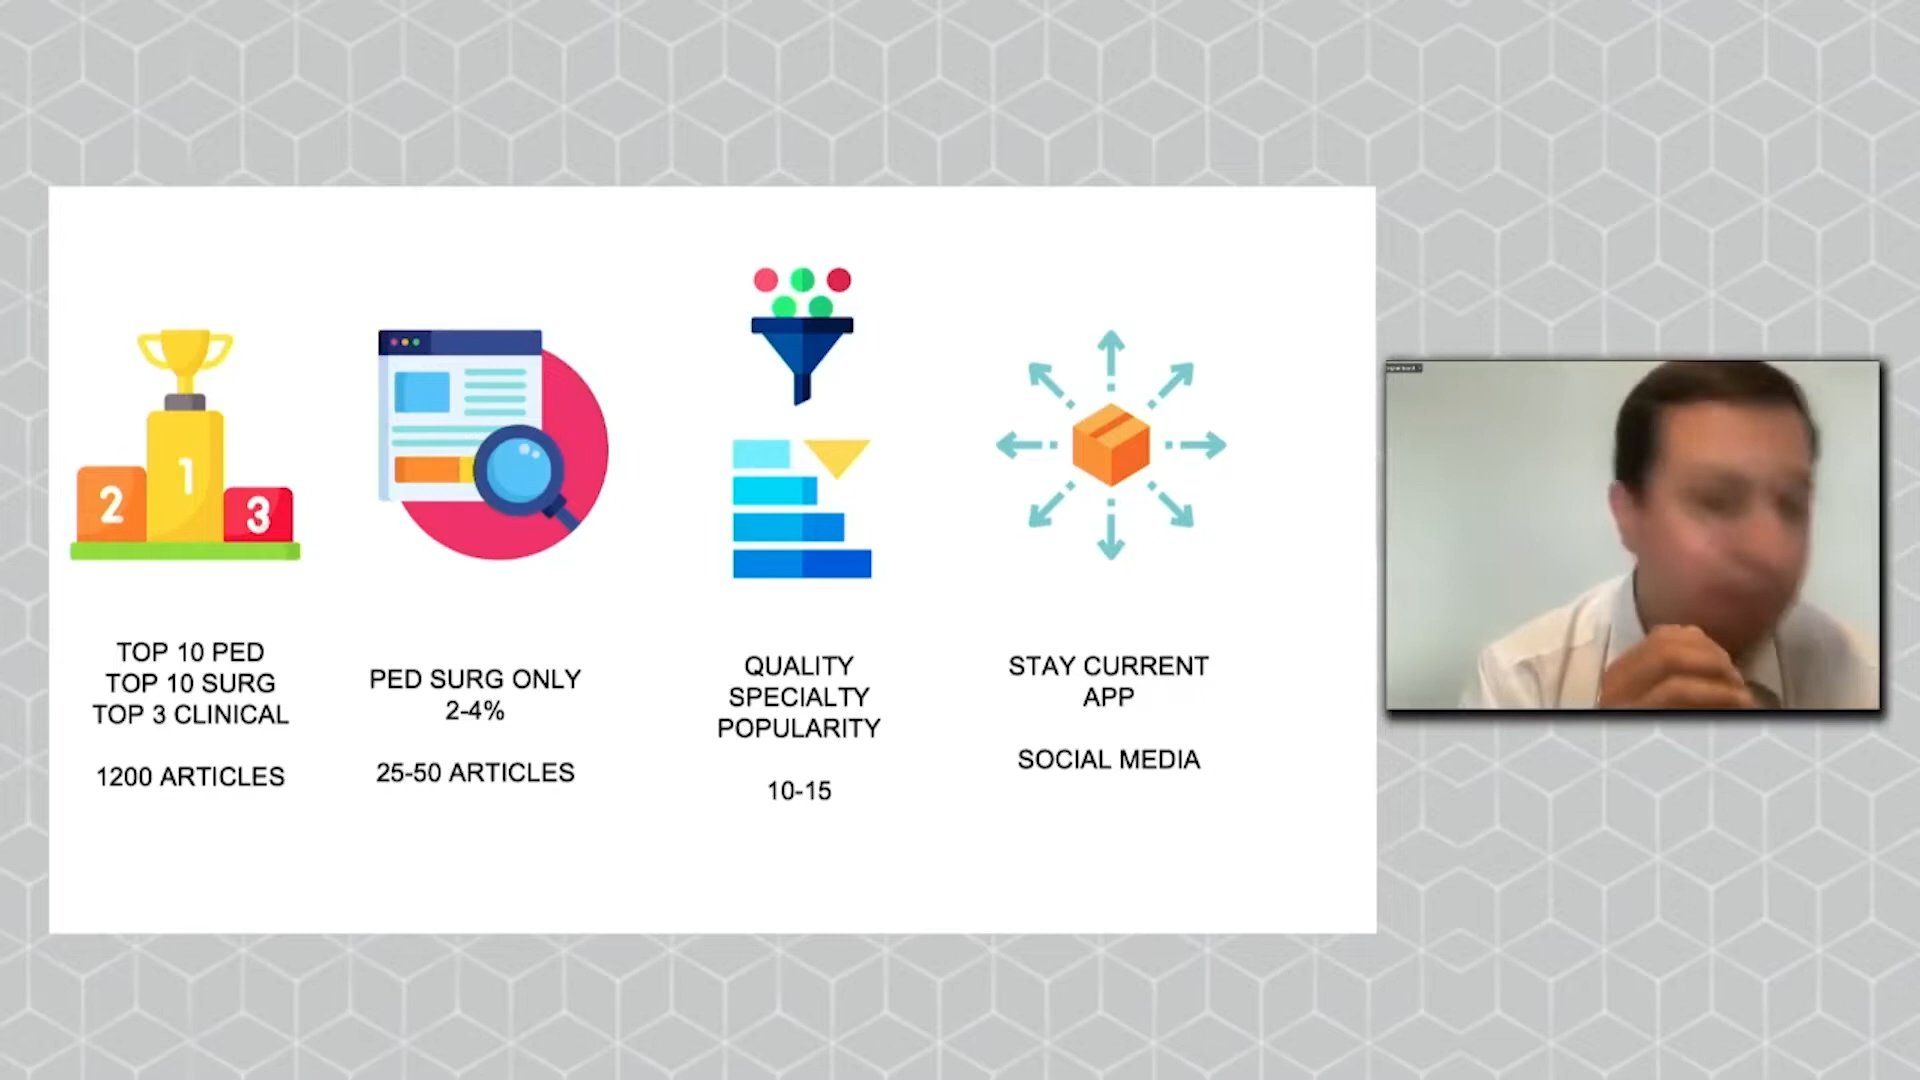 2
1
3
TOP 10 PED
TOP 10 SURG
TOP 3 CLINICAL
1200 ARTICLES
PED SURG ONLY
2-4%
25-50 ARTICLES
QUALITY
SPECIALTY
POPULARITY
10-15
STAY CURRENT
APP
SOCIAL MEDIA